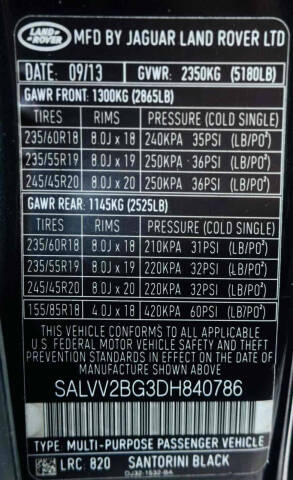 LAND ROVER MFD BY JAGUAR LAND ROVER LTD
DATE: 09/13 GVWR: 2350KG (5180LB)
GAWR FRONT: 1300KG (2865LB)
TIRES RIMS PRESSURE (COLD SINGLE)
235/60R18 8.0J x 18 240KPA 35PSI (LB/PO²)
235/55R19 8.0J x 19 250KPA 36PSI (LB/PO²)
245/45R20 8.0J x 20 250KPA 36PSI (LB/PO²)
GAWR REAR: 1145KG (2525LB)
TIRES RIMS PRESSURE (COLD SINGLE)
235/60R18 8.0J x 18 210KPA 31PSI (LB/PO²)
235/55R19 8.0J x 19 220KPA 32PSI (LB/PO²)
245/45R20 8.0J x 20 220KPA 32PSI (LB/PO²)
155/85R18 4.0J x 18 420KPA 60PSI (LB/PO²)
THIS VEHICLE CONFORMS TO ALL APPLICABLE
U.S FEDERAL MOTOR VEHICLE SAFETY AND
THEFT PREVENTION STANDARDS IN EFFECT ON THE
DATE OF MANUFACTURE SHOWN ABOVE.
SALVV2BG3DH840786
TYPE: MULTI-PURPOSE PASSENGER VEHICLE
LRC: 820 SANTORINI BLACK
DJ32-1532-BA